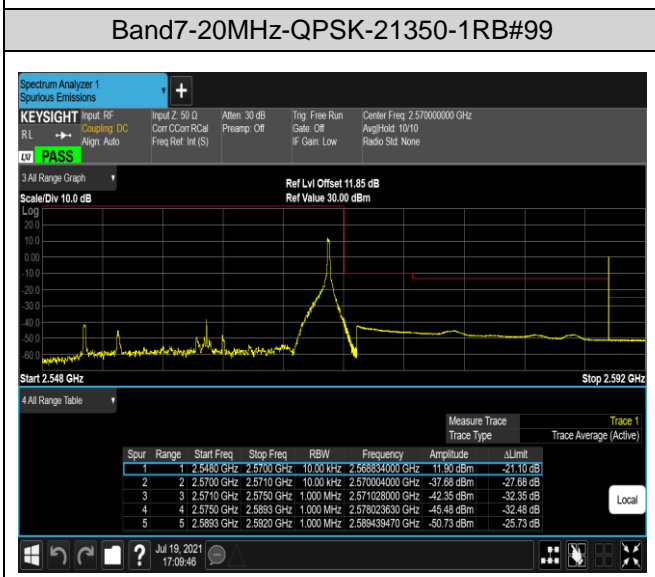 Band7-20MHz-QPSK-21350-1RB#99
Spectrum Analyzer 1
Spurious Emissions
+
KEYSIGHT Input: RF Input Z: 50 Ω Atten: 30 dB Trig: Free Run Center Freq: 2.570000000 GHz
RL Coupling: DC Corr CCorr RCal Preamp: Off Gate: Off Avg|Hold: 10/10
Align: Auto Freq Ref: Int (S) IF Gain: Low Radio Std: None
LXI PASS
3 All Range Graph
Ref Lvl Offset 11.85 dB
Scale/Div 10.0 dB Ref Value 30.00 dBm
Log
20.0
10.0
0.00
-10.0
-20.0
-30.0
-40.0
-50.0
-60.0
Start 2.548 GHz Stop 2.592 GHz
4 All Range Table
Measure Trace Trace 1
Trace Type Trace Average (Active)
Spur Range Start Freq Stop Freq RBW Frequency Amplitude ΔLimit
1 1 2.5480 GHz 2.5700 GHz 10.00 kHz 2.568834000 GHz 11.90 dBm -21.10 dB
2 2 2.5700 GHz 2.5710 GHz 10.00 kHz 2.570004000 GHz -37.68 dBm -27.68 dB
3 3 2.5710 GHz 2.5750 GHz 1.000 MHz 2.571028000 GHz -42.35 dBm -32.35 dB
4 4 2.5750 GHz 2.5893 GHz 1.000 MHz 2.578023630 GHz -45.48 dBm -32.48 dB
5 5 2.5893 GHz 2.5920 GHz 1.000 MHz 2.589439470 GHz -50.73 dBm -25.73 dB
Local
? Jul 19, 2021
17:09:46